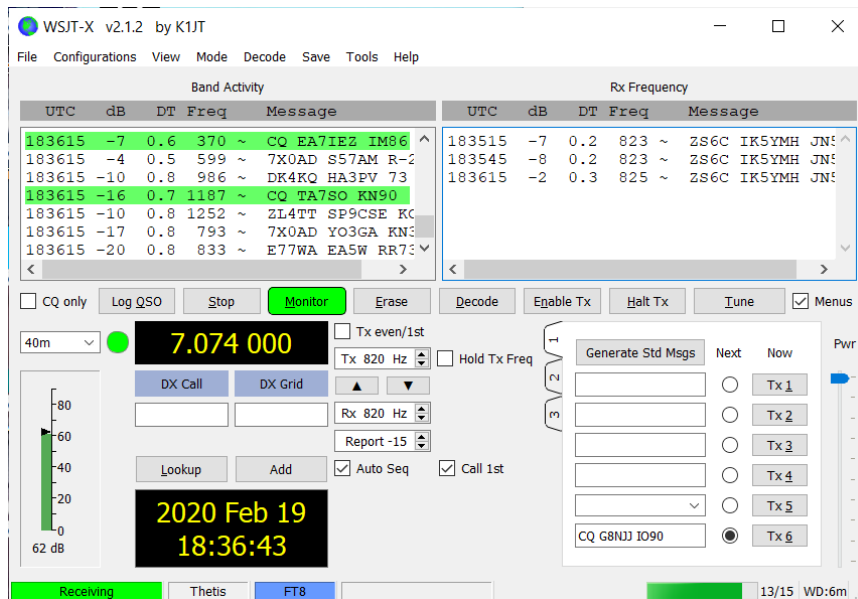 WSJT-X v2.1.2 by K1JT
File Configurations View Mode Decode Save Tools Help
Band Activity
UTC dB DT Freq Message
183615 -7 0.6 370 ~ CQ EA7IEZ IM86
183615 -4 0.5 599 ~ 7X0AD S57AM R-2
183615 -10 0.8 986 ~ DK4KQ HA3PV 73
183615 -16 0.7 1187 ~ CQ TA7SO KN90
183615 -10 0.8 1252 ~ ZL4TT SP9CSE KO
183615 -17 0.8 793 ~ 7X0AD YO3GA KN3
183615 -20 0.8 833 ~ E77WA EA5W RR73
Rx Frequency
UTC dB DT Freq Message
183515 -7 0.2 823 ~ ZS6C IK5YMH JN5
183545 -8 0.2 823 ~ ZS6C IK5YMH JN5
183615 -2 0.3 825 ~ ZS6C IK5YMH JN5
CQ only Log QSO Stop Monitor Erase Decode Enable Tx Halt Tx Tune Menus
40m
7.074 000
DX Call DX Grid
Lookup Add
2020 Feb 19
18:36:43
-80
-60
-40
-20
-0
62 dB
Tx even/1st
Tx 820 Hz Hold Tx Freq
▲ ▼
Rx 820 Hz
Report -15
Auto Seq Call 1st
1
2
3
Generate Std Msgs Next Now
Tx 1
Tx 2
Tx 3
Tx 4
Tx 5
CQ G8NJJ IO90 Tx 6
Pwr
Receiving Thetis FT8 13/15 WD:6m